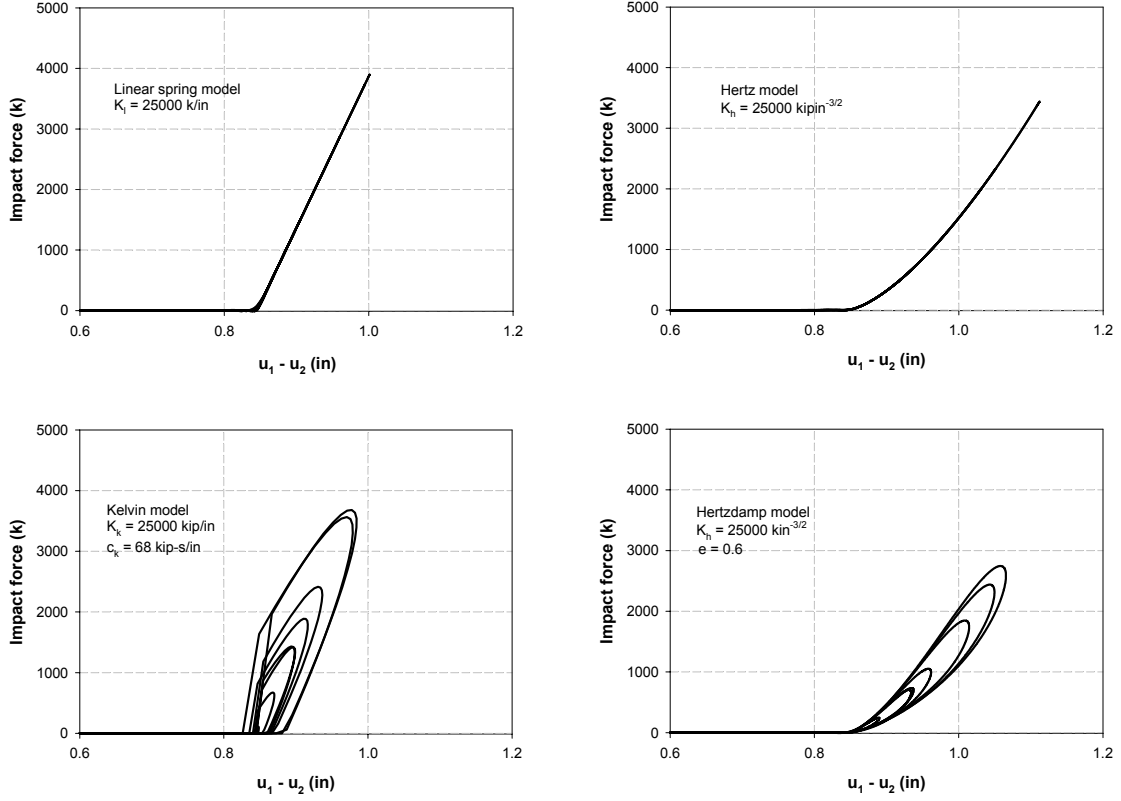 5000
4000
3000
2000
1000
0
Impact force (k)
Linear spring model
K_l = 25000 k/in
0.6 0.8 1.0 1.2
u₁ - u₂ (in)
5000
4000
3000
2000
1000
0
Impact force (k)
Hertz model
K_h = 25000 kipin^-3/2
0.6 0.8 1.0 1.2
u₁ - u₂ (in)
5000
4000
3000
2000
1000
0
Impact force (k)
Kelvin model
K_k = 25000 kip/in
c_k = 68 kip-s/in
0.6 0.8 1.0 1.2
u₁ - u₂ (in)
5000
4000
3000
2000
1000
0
Impact force (k)
Hertzdamp model
K_h = 25000 kin^-3/2
e = 0.6
0.6 0.8 1.0 1.2
u₁ - u₂ (in)